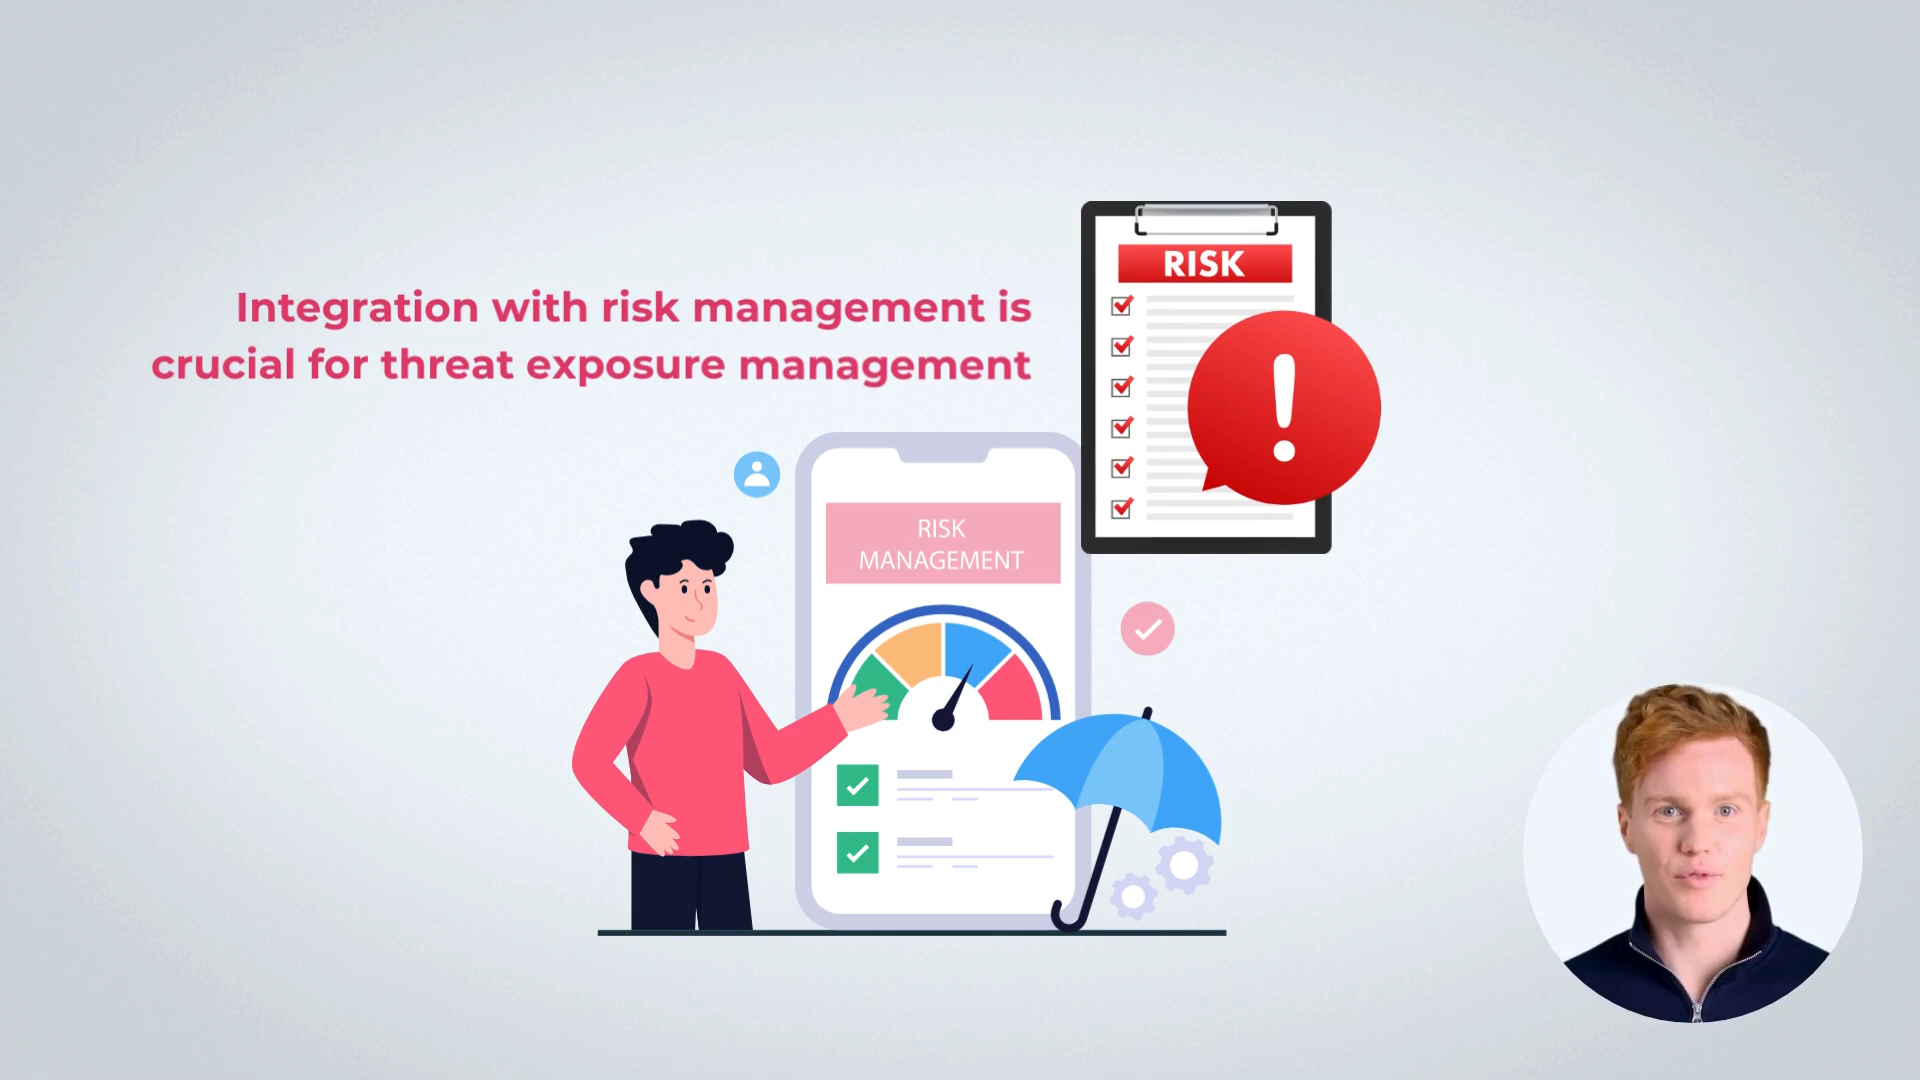 Integration with risk management is
crucial for threat exposure management
RISK
RISK
MANAGEMENT